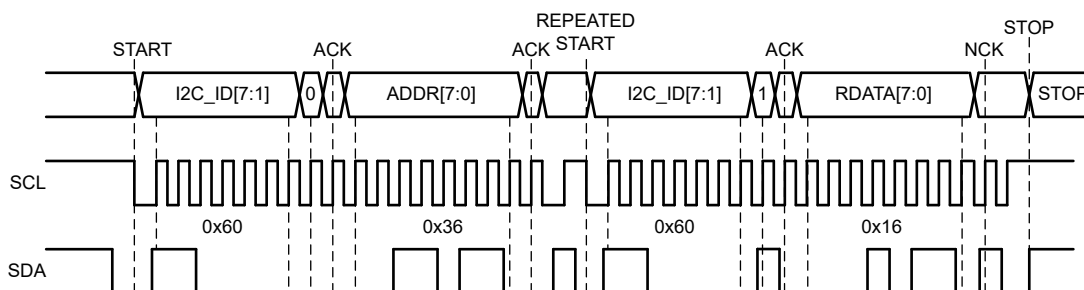 REPEATED
START
STOP
START
ACK
ACK
ACK
NCK
I2C_ID[7:1]
0
ADDR[7:0]
I2C_ID[7:1]
1
RDATA[7:0]
STOP
SCL
0x60
0x36
0x60
0x16
SDA